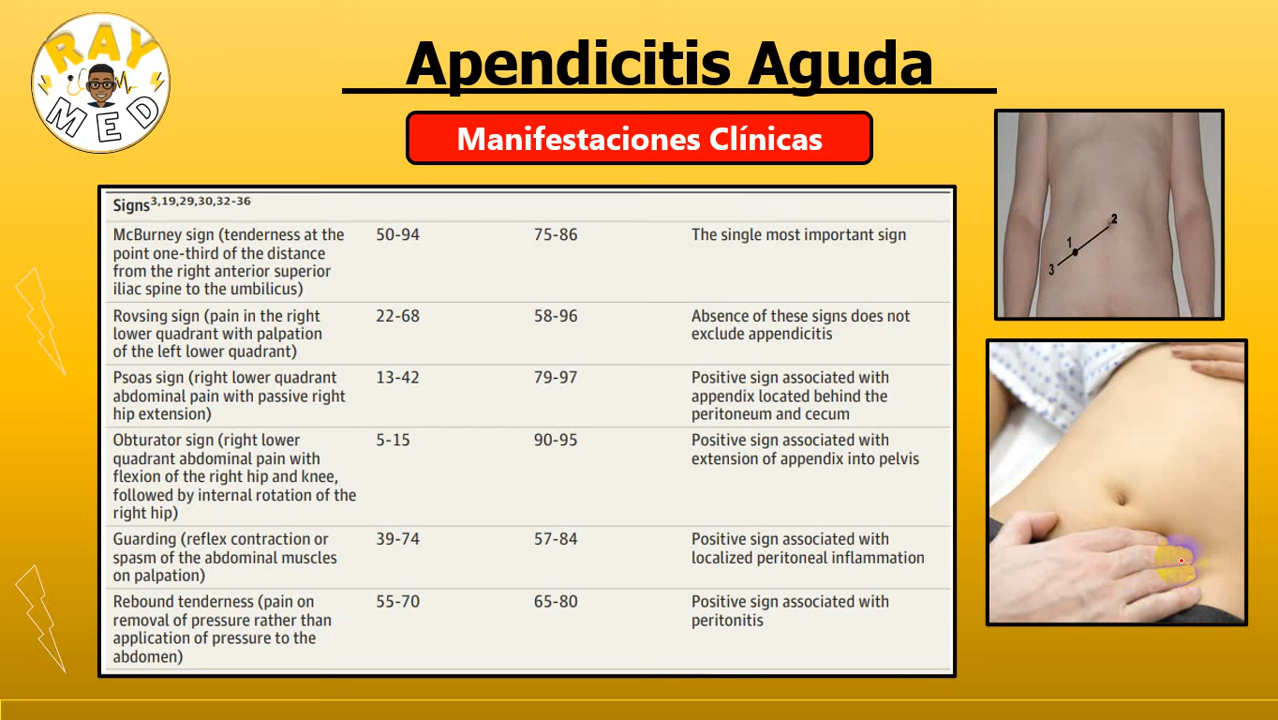 RAY
MED
Apendicitis Aguda
Manifestaciones Clínicas
Signs3,19,29,30,32-36
McBurney sign (tenderness at the 50-94 75-86 The single most important sign
point one-third of the distance
from the right anterior superior
iliac spine to the umbilicus)
Rovsing sign (pain in the right 22-68 58-96 Absence of these signs does not
lower quadrant with palpation exclude appendicitis
of the left lower quadrant)
Psoas sign (right lower quadrant 13-42 79-97 Positive sign associated with
abdominal pain with passive right appendix located behind the
hip extension) peritoneum and cecum
Obturator sign (right lower 5-15 90-95 Positive sign associated with
quadrant abdominal pain with extension of appendix into pelvis
flexion of the right hip and knee,
followed by internal rotation of the
right hip)
Guarding (reflex contraction or 39-74 57-84 Positive sign associated with
spasm of the abdominal muscles localized peritoneal inflammation
on palpation)
Rebound tenderness (pain on 55-70 65-80 Positive sign associated with
removal of pressure rather than peritonitis
application of pressure to the
abdomen)
2
1
3